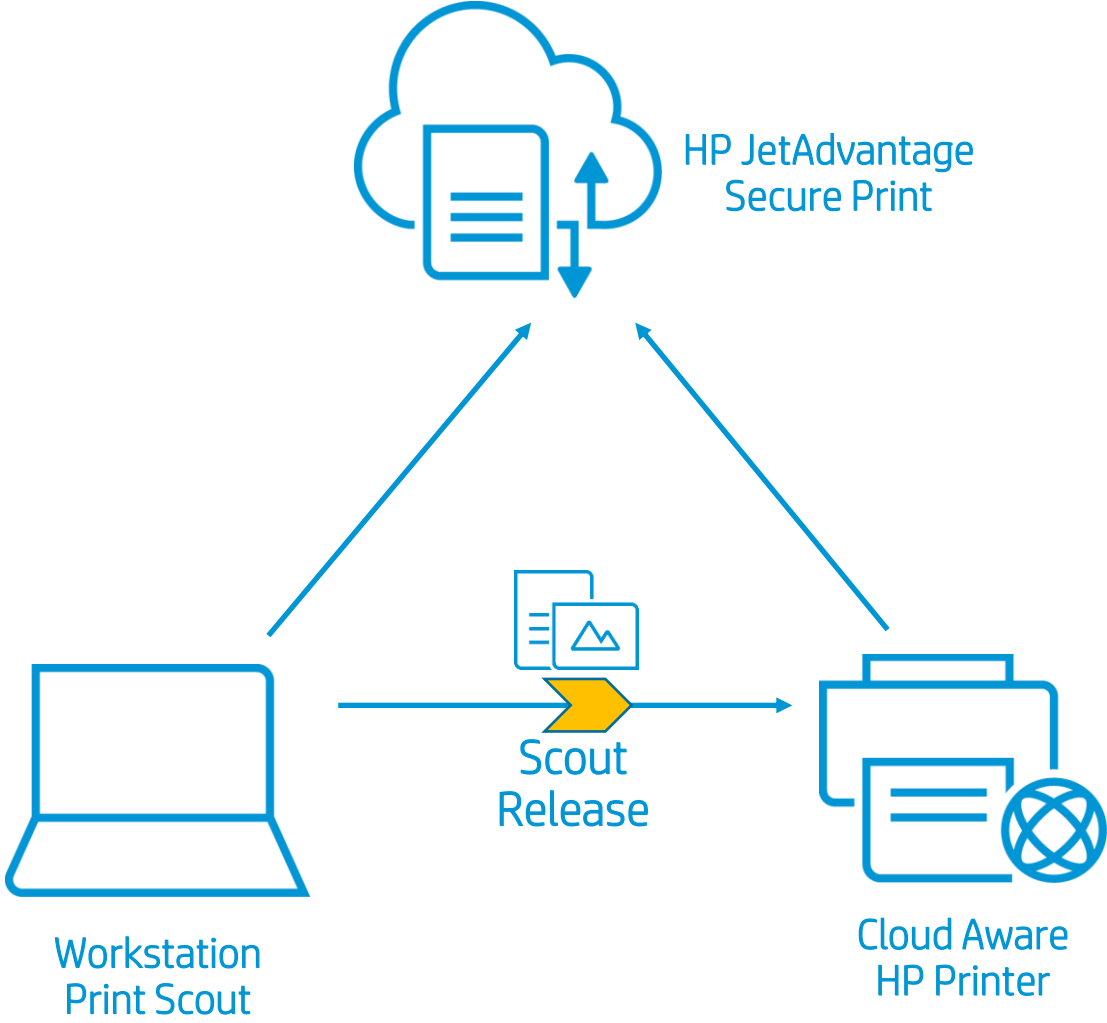 HP JetAdvantage
Secure Print
Scout
Release
Workstation
Print Scout
Cloud Aware
HP Printer